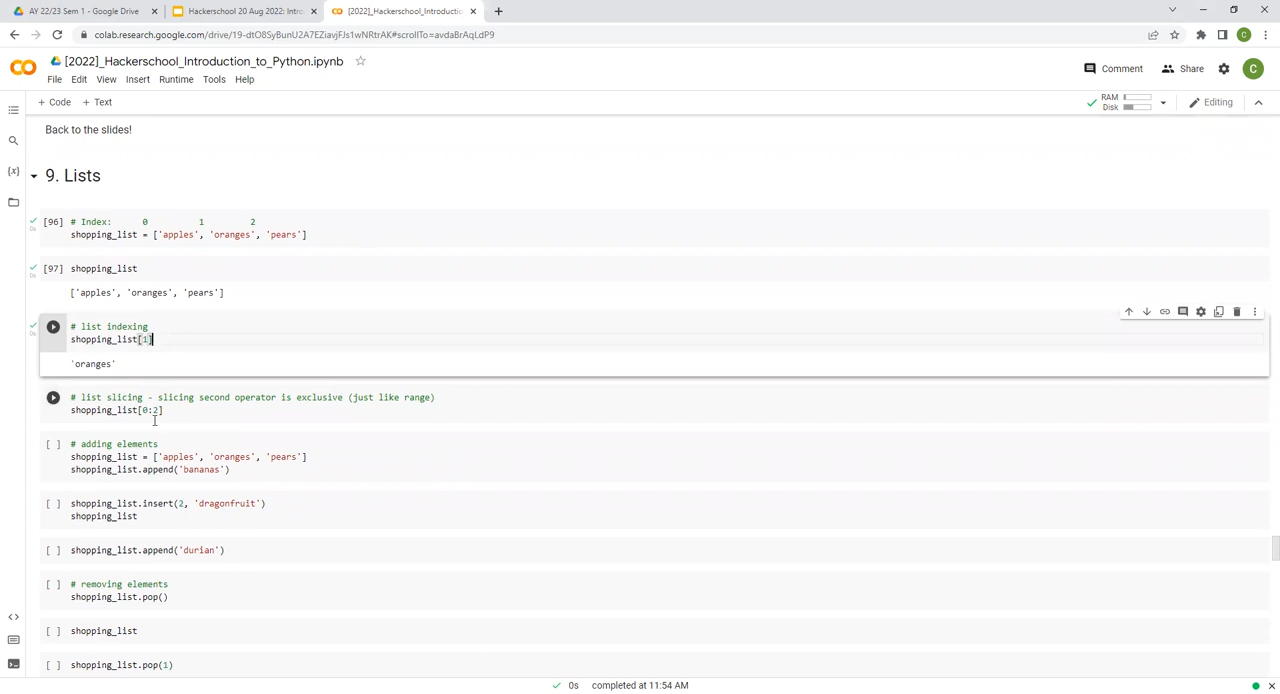 AY 22/23 Sem 1 - Google Drive
Hackerschool 20 Aug 2022: Intro
[2022]_Hackerschool_Introductio
colab.research.google.com/drive/19-dtO8SyBunU2A7EZiavjFJs1wNRtrAK#scrollTo=avdaBrAqLdP9
C
[2022]_Hackerschool_Introduction_to_Python.ipynb
File Edit View Insert Runtime Tools Help
Comment Share C
+ Code + Text
RAM
Disk
Editing
Back to the slides!
9. Lists
[96] # Index: 0 1 2
shopping_list = ['apples', 'oranges', 'pears']
[97] shopping_list
['apples', 'oranges', 'pears']
# list indexing
shopping_list[1]
'oranges'
# list slicing - slicing second operator is exclusive (just like range)
shopping_list[0:2]
[ ] # adding elements
shopping_list = ['apples', 'oranges', 'pears']
shopping_list.append('bananas')
[ ] shopping_list.insert(2, 'dragonfruit')
shopping_list
[ ] shopping_list.append('durian')
[ ] # removing elements
shopping_list.pop()
[ ] shopping_list
[ ] shopping_list.pop(1)
0s completed at 11:54 AM